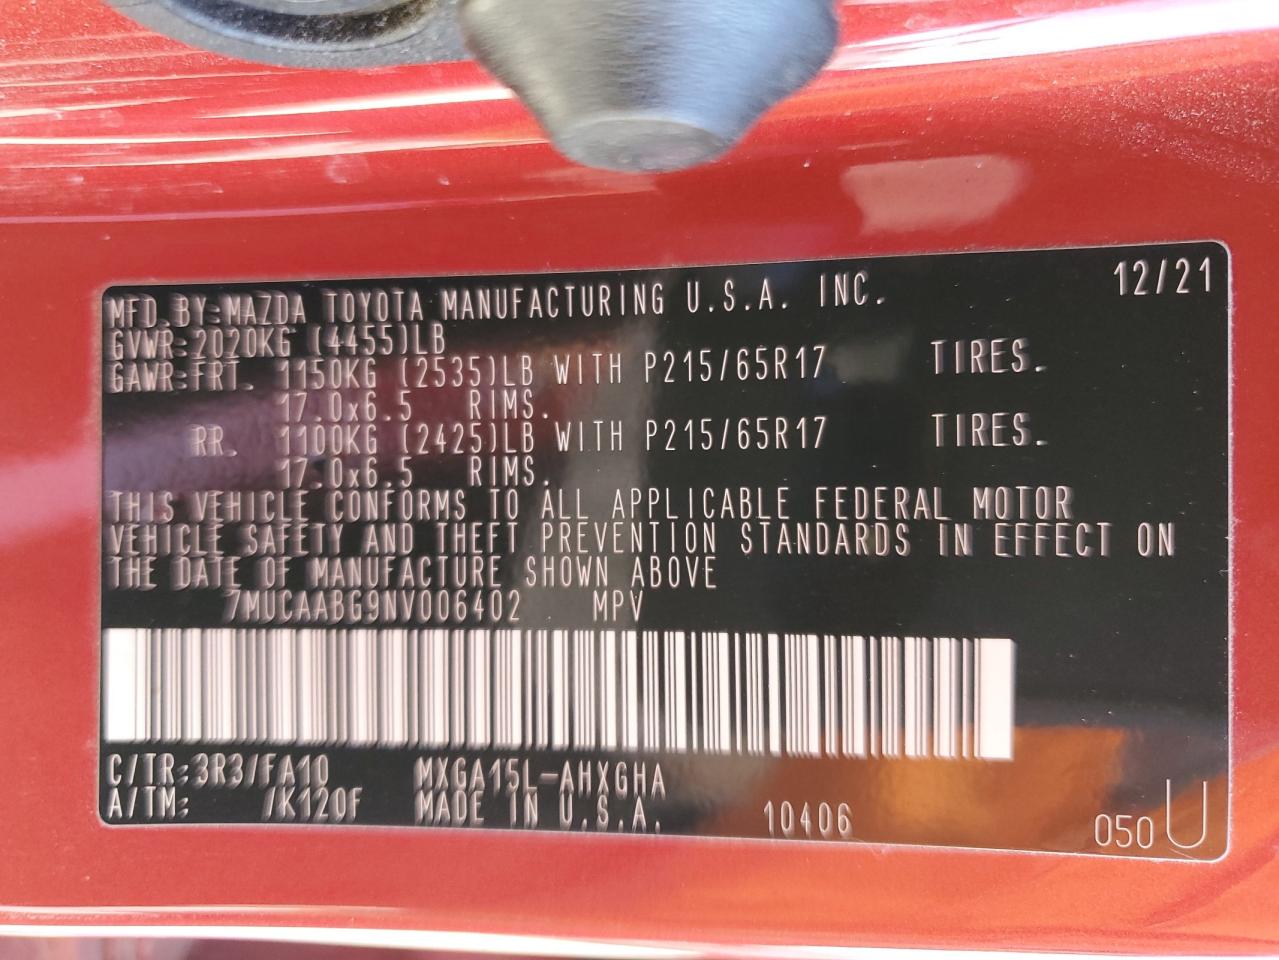 MFD.BY:MAZDA TOYOTA MANUFACTURING U.S.A. INC. 12/21
GVWR:2020KG (4455)LB
GAWR:FRT. 1150KG (2535)LB WITH P215/65R17 TIRES.
17.0x6.5 RIMS.
RR. 1100KG (2425)LB WITH P215/65R17 TIRES.
17.0x6.5 RIMS.
THIS VEHICLE CONFORMS TO ALL APPLICABLE FEDERAL MOTOR
VEHICLE SAFETY AND THEFT PREVENTION STANDARDS IN EFFECT ON
THE DATE OF MANUFACTURE SHOWN ABOVE
7MUCAABG9NV006402 MPV
C/TR:3R3/FA10 MXGA15L-AHXGHA
A/TM: /K120F MADE IN U.S.A. 10406 050 U